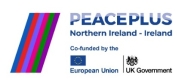 PEACEPLUS
Northern Ireland - Ireland
Co-funded by the
European Union
UK Government